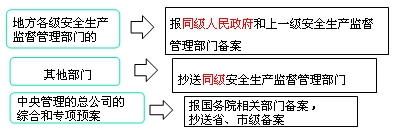 地方各级安全生产
监督管理部门的
报同级人民政府和上一级安全生产监督
管理部门备案
其他部门
抄送同级安全生产监督管理部门
中央管理的总公司的
综合和专项预案
报国务院相关部门备案，
抄送省、市级备案